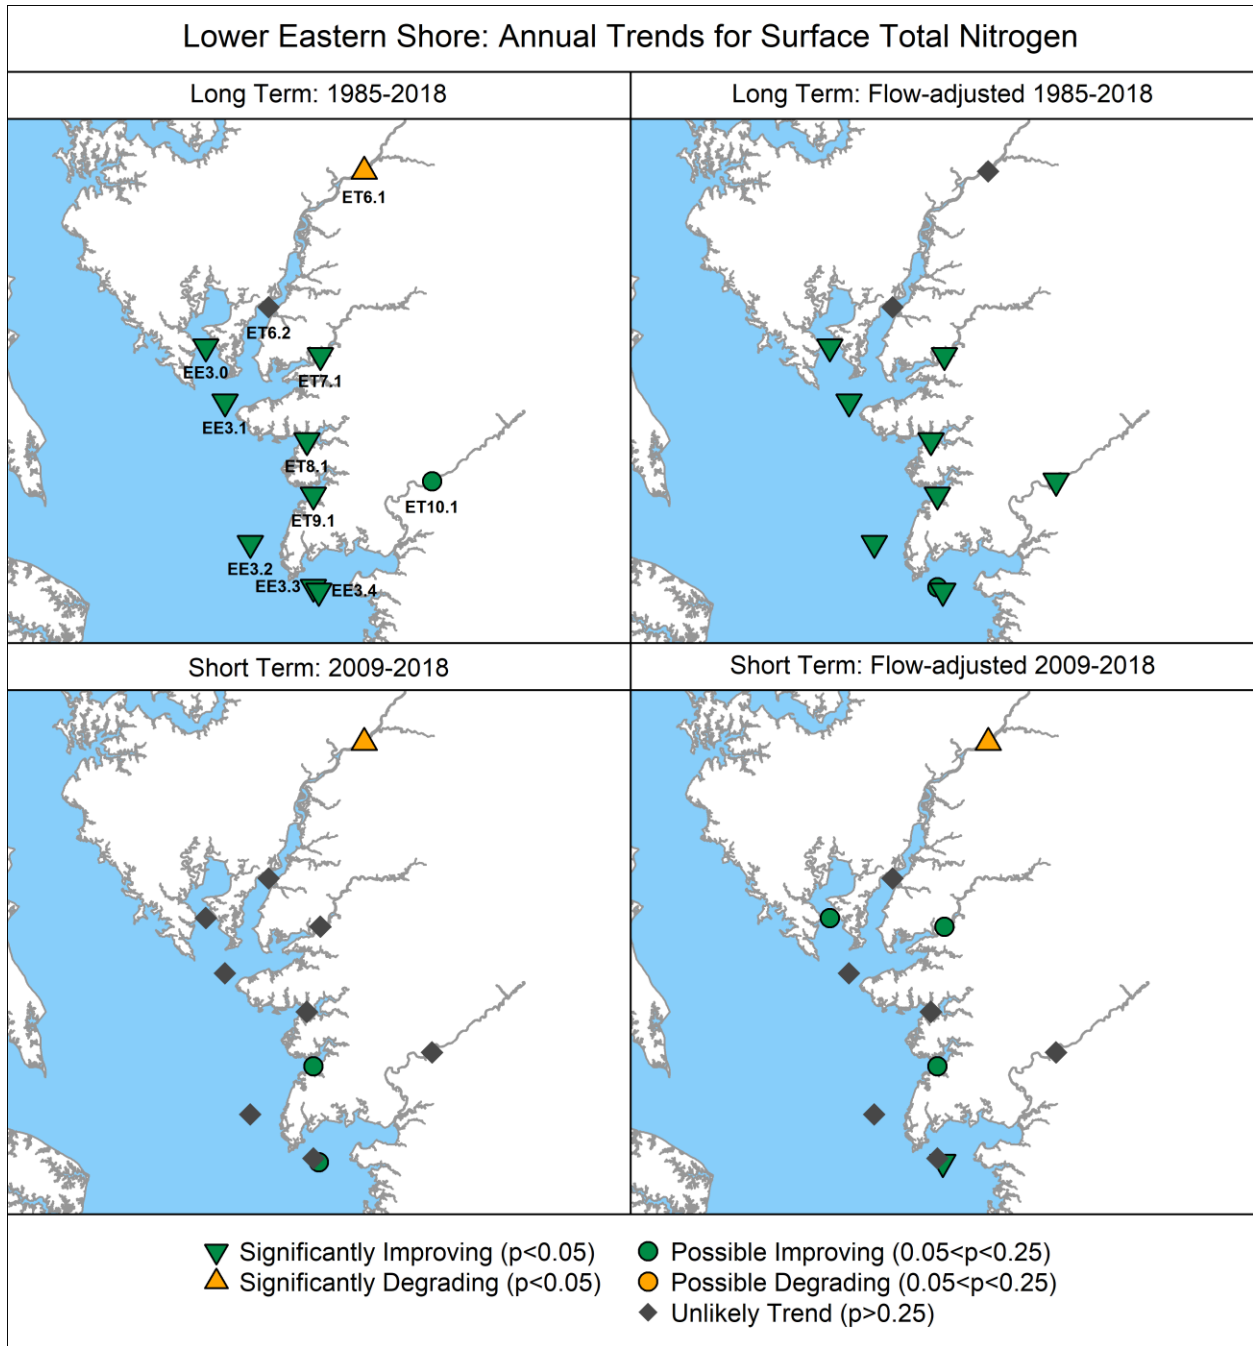 Lower Eastern Shore: Annual Trends for Surface Total Nitrogen
Long Term: 1985-2018
Long Term: Flow-adjusted 1985-2018
ET6.1
ET6.2
EE3.0
ET7.1
EE3.1
ET8.1
ET10.1
ET9.1
EE3.2
EE3.3
EE3.4
Short Term: 2009-2018
Short Term: Flow-adjusted 2009-2018
Significantly Improving (p<0.05)
Significantly Degrading (p<0.05)
Possible Improving (0.05<p<0.25)
Possible Degrading (0.05<p<0.25)
Unlikely Trend (p>0.25)